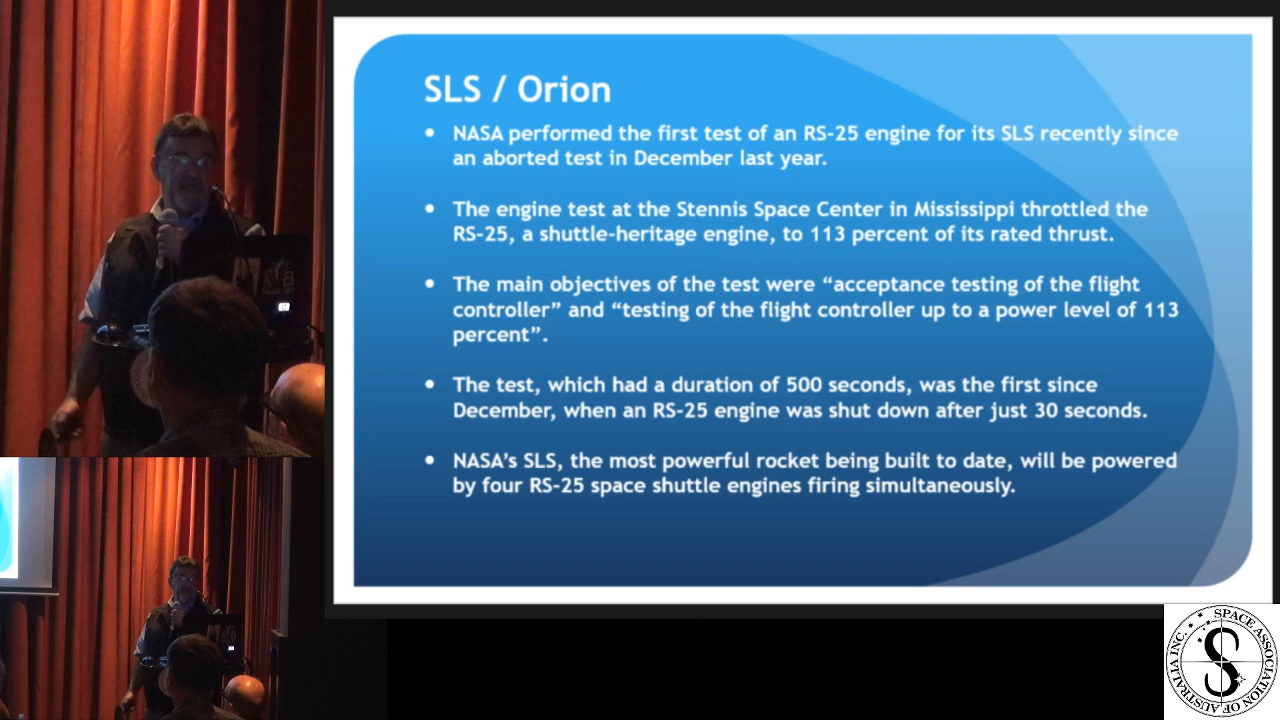 SLS / Orion
• NASA performed the first test of an RS-25 engine for its SLS recently since
an aborted test in December last year.
• The engine test at the Stennis Space Center in Mississippi throttled the
RS-25, a shuttle-heritage engine, to 113 percent of its rated thrust.
• The main objectives of the test were “acceptance testing of the flight
controller” and “testing of the flight controller up to a power level of 113
percent”.
• The test, which had a duration of 500 seconds, was the first since
December, when an RS-25 engine was shut down after just 30 seconds.
• NASA’s SLS, the most powerful rocket being built to date, will be powered
by four RS-25 space shuttle engines firing simultaneously.
SPACE ASSOCIATION OF AUSTRALIA INC.
S